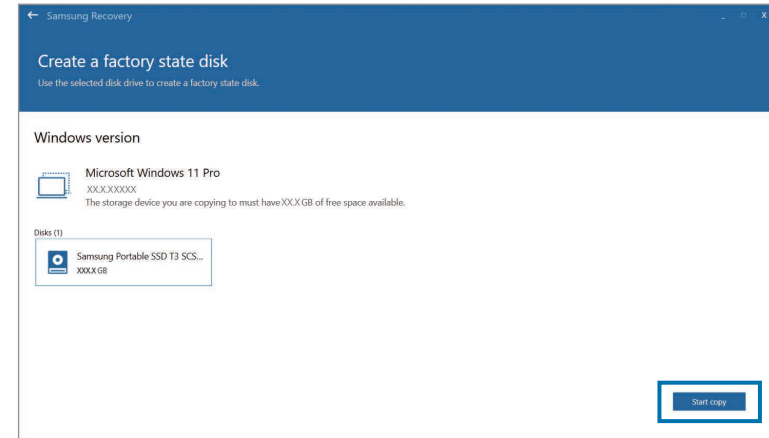 Samsung Recovery
Create a factory state disk
Use the selected disk drive to create a factory state disk.
Windows version
Microsoft Windows 11 Pro
XX.X.XXXXX
The storage device you are copying to must have XX.X GB of free space available.
Disks (1)
Samsung Portable SSD T3 SCS...
XXX.X GB
Start copy